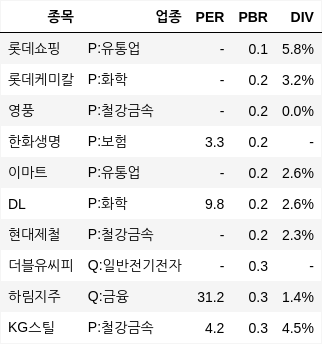 종목 업종 PER PBR DIV
롯데쇼핑 P:유통업 - 0.1 5.8%
롯데케미칼 P:화학 - 0.2 3.2%
영풍 P:철강금속 - 0.2 0.0%
한화생명 P:보험 3.3 0.2 -
이마트 P:유통업 - 0.2 2.6%
DL P:화학 9.8 0.2 2.6%
현대제철 P:철강금속 - 0.2 2.3%
더블유씨피 Q:일반전기전자 - 0.3 -
하림지주 Q:금융 31.2 0.3 1.4%
KG스틸 P:철강금속 4.2 0.3 4.5%